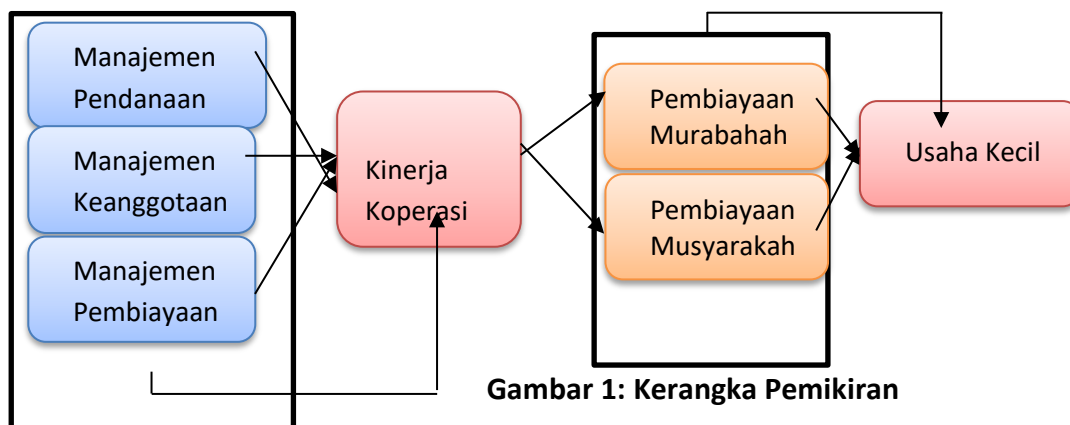 Manajemen
Pendanaan
Manajemen
Keanggotaan
Manajemen
Pembiayaan
Kinerja
Koperasi
Pembiayaan
Murabahah
Pembiayaan
Musyarakah
Usaha Kecil
Gambar 1: Kerangka Pemikiran